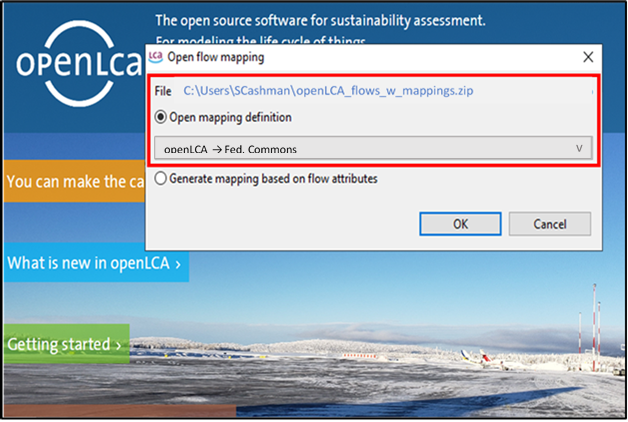 openLCA
The open source software for sustainability assessment.
For modeling the life cycle of things.
LCA Open flow mapping
File C:\Users\SCashman\openLCA_flows_w_mappings.zip
Open mapping definition
openLCA → Fed. Commons
Generate mapping based on flow attributes
OK Cancel
You can make the ca
What is new in openLCA ›
Getting started ›